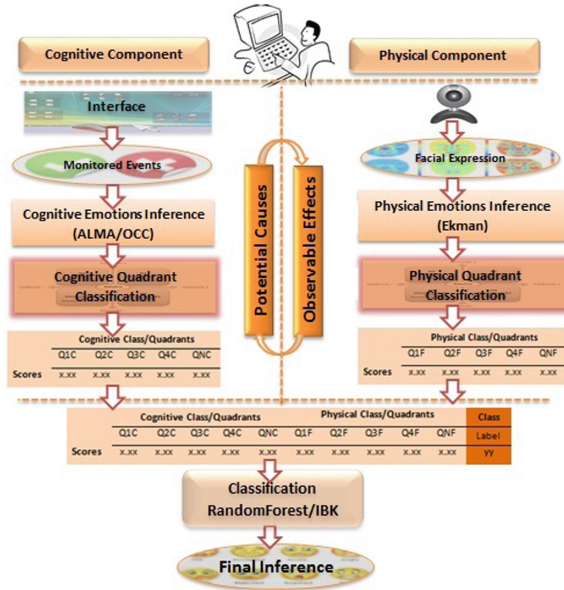 Cognitive Component
Physical Component
Interface
Monitored Events
Facial Expression
Cognitive Emotions Inference
(ALMA/OCC)
Physical Emotions Inference
(Ekman)
Potential Causes
Observable Effects
Cognitive Quadrant
Classification
Physical Quadrant
Classification
Cognitive Class/Quadrants
Q1C Q2C Q3C Q4C QNC
Scores x.xx x.xx x.xx x.xx x.xx
Physical Class/Quadrants
Q1F Q2F Q3F Q4F QNF
Scores x.xx x.xx x.xx x.xx x.xx
Cognitive Class/Quadrants Physical Class/Quadrants Class
Q1C Q2C Q3C Q4C QNC Q1F Q2F Q3F Q4F QNF Label
Scores x.xx x.xx x.xx x.xx x.xx x.xx x.xx x.xx x.xx x.xx yy
Classification
RandomForest/IBK
Final Inference